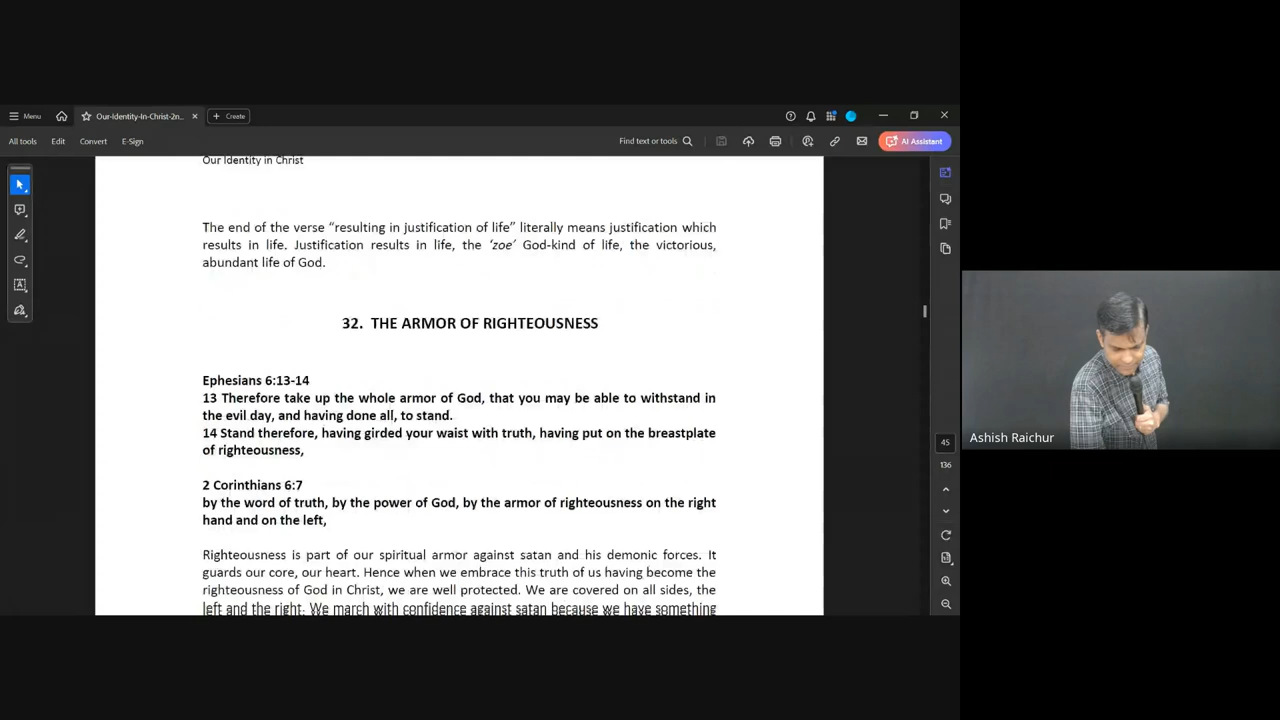 Menu
Our-Identity-In-Christ-2n...
Create
All tools
Edit
Convert
E-Sign
Find text or tools
AI Assistant
Our Identity in Christ
The end of the verse “resulting in justification of life” literally means justification which
results in life. Justification results in life, the ‘zoe’ God-kind of life, the victorious,
abundant life of God.
32. THE ARMOR OF RIGHTEOUSNESS
Ephesians 6:13-14
13 Therefore take up the whole armor of God, that you may be able to withstand in
the evil day, and having done all, to stand.
14 Stand therefore, having girded your waist with truth, having put on the breastplate
of righteousness,
2 Corinthians 6:7
by the word of truth, by the power of God, by the armor of righteousness on the right
hand and on the left,
Righteousness is part of our spiritual armor against satan and his demonic forces. It
guards our core, our heart. Hence when we embrace this truth of us having become the
righteousness of God in Christ, we are well protected. We are covered on all sides, the
left and the right. We march with confidence against satan because we have something
45
136
Ashish Raichur